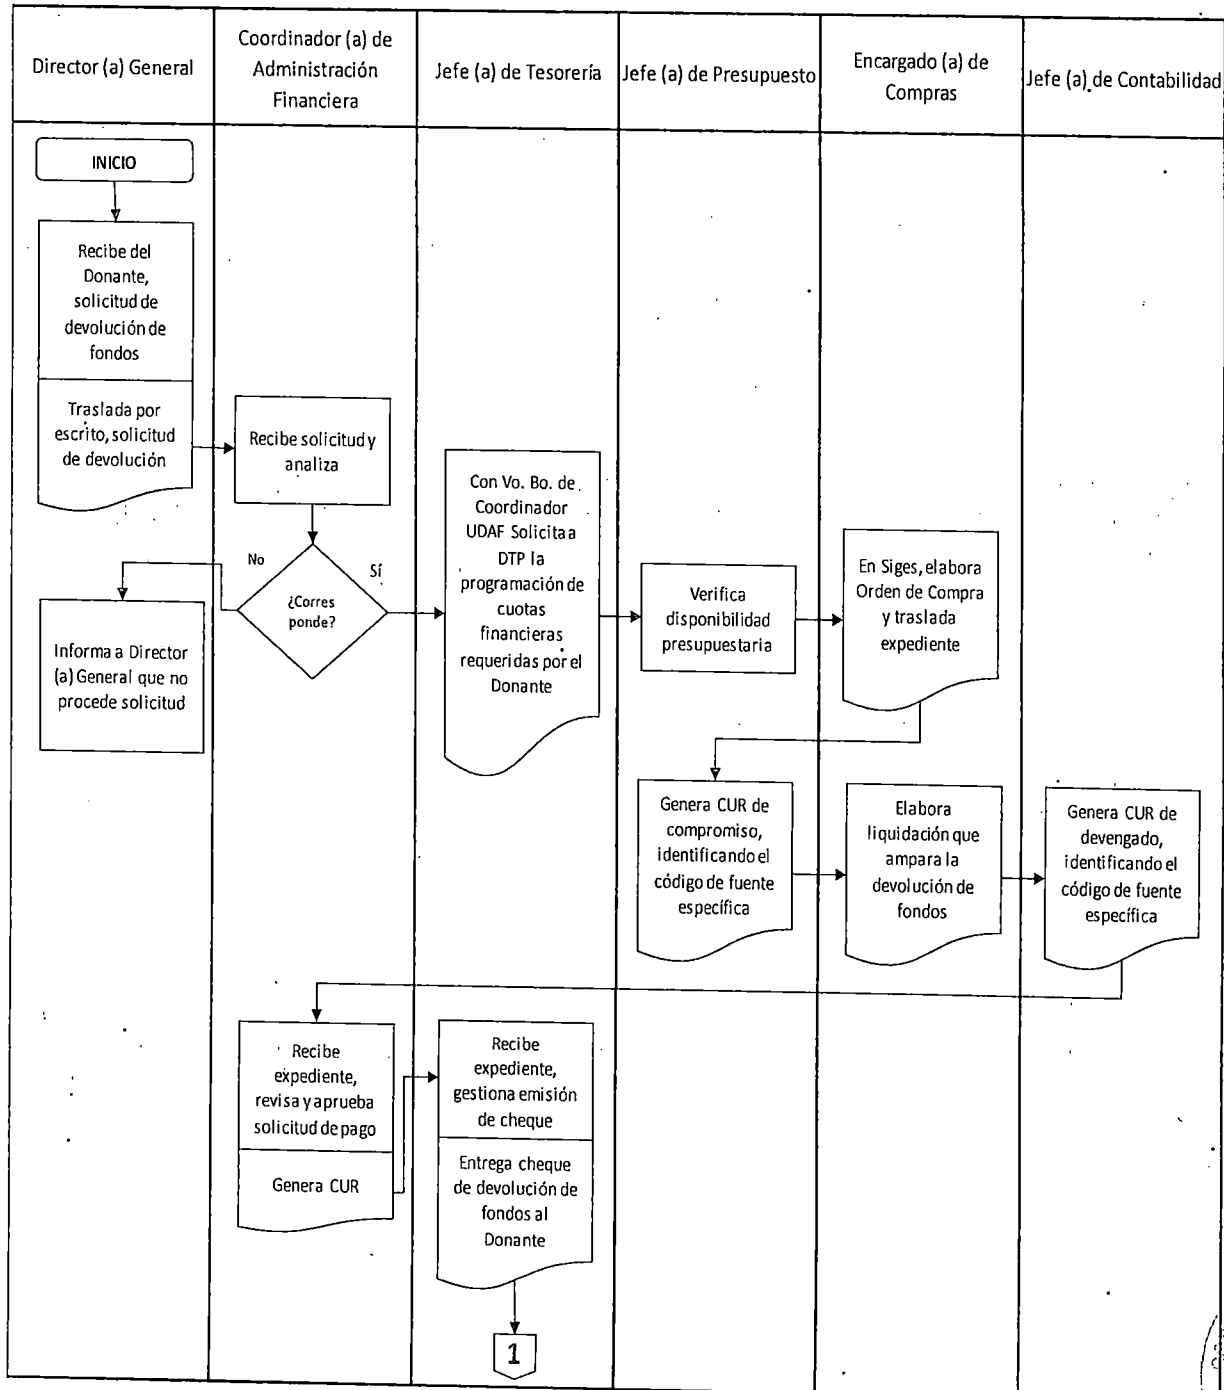 Director (a) General
Coordinador (a) de
Administración
Financiera
Jefe (a) de Tesorería
Jefe (a) de Presupuesto
Encargado (a) de
Compras
Jefe (a) de Contabilidad
INICIO
Recibe del
Donante,
solicitud de
devolución de
fondos
Traslada por
escrito, solicitud
de devolución
Recibe solicitud y
analiza
No
Sí
¿Corres
ponde?
Informa a Director
(a) General que no
procede solicitud
Con Vo. Bo. de
Coordinador
UDAF Solicita a
DTP la
programación de
cuotas
financieras
requeridas por el
Donante
Verifica
disponibilidad
presupuestaria
En Siges, elabora
Orden de Compra
y traslada
expediente
Genera CUR de
compromiso,
identificando el
código de fuente
específica
Elabora
liquidación que
ampara la
devolución de
fondos
Genera CUR de
devengado,
identificando el
código de fuente
específica
Recibe
expediente,
revisa y aprueba
solicitud de pago
Genera CUR
Recibe
expediente,
gestiona emisión
de cheque
Entrega cheque
de devolución de
fondos al
Donante
1